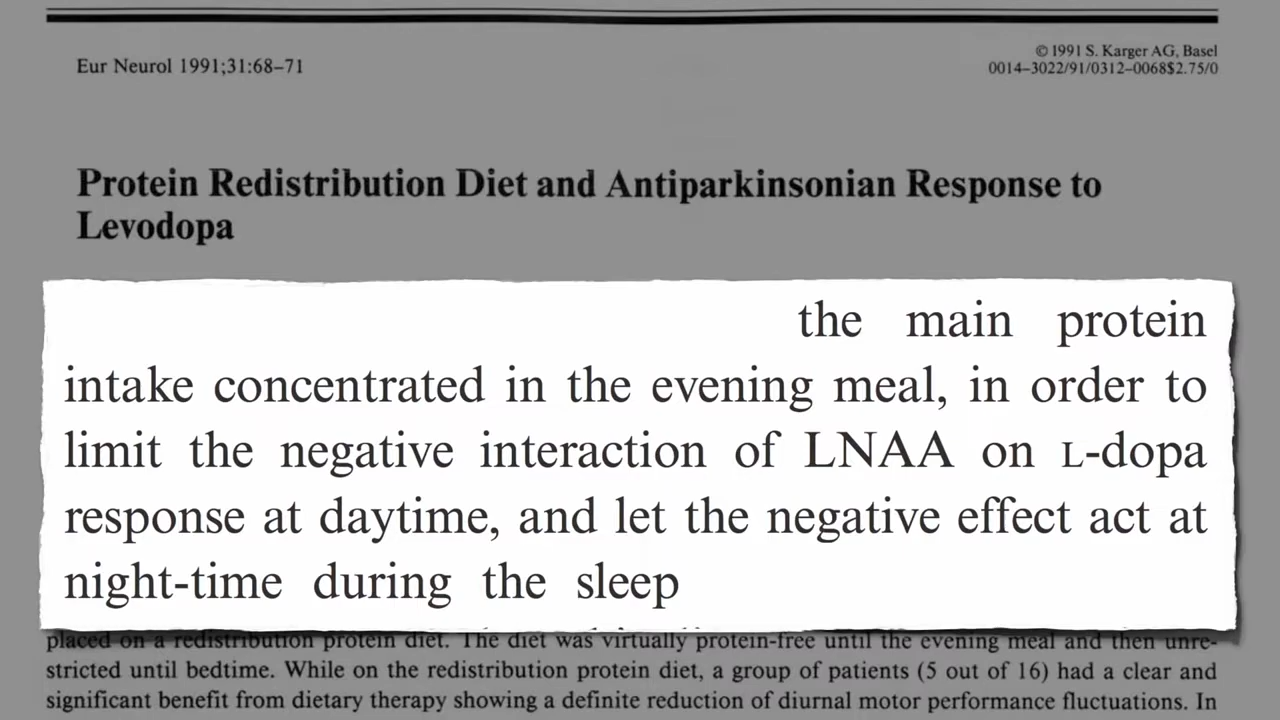 Eur Neurol 1991;31:68–71
© 1991 S. Karger AG, Basel
0014–3022/91/0312–0068$2.75/0
Protein Redistribution Diet and Antiparkinsonian Response to
Levodopa
the main protein
intake concentrated in the evening meal, in order to
limit the negative interaction of LNAA on L-dopa
response at daytime, and let the negative effect act at
night-time during the sleep
placed on a redistribution protein diet. The diet was virtually protein-free until the evening meal and then unre-
stricted until bedtime. While on the redistribution protein diet, a group of patients (5 out of 16) had a clear and
significant benefit from dietary therapy showing a definite reduction of diurnal motor performance fluctuations. In